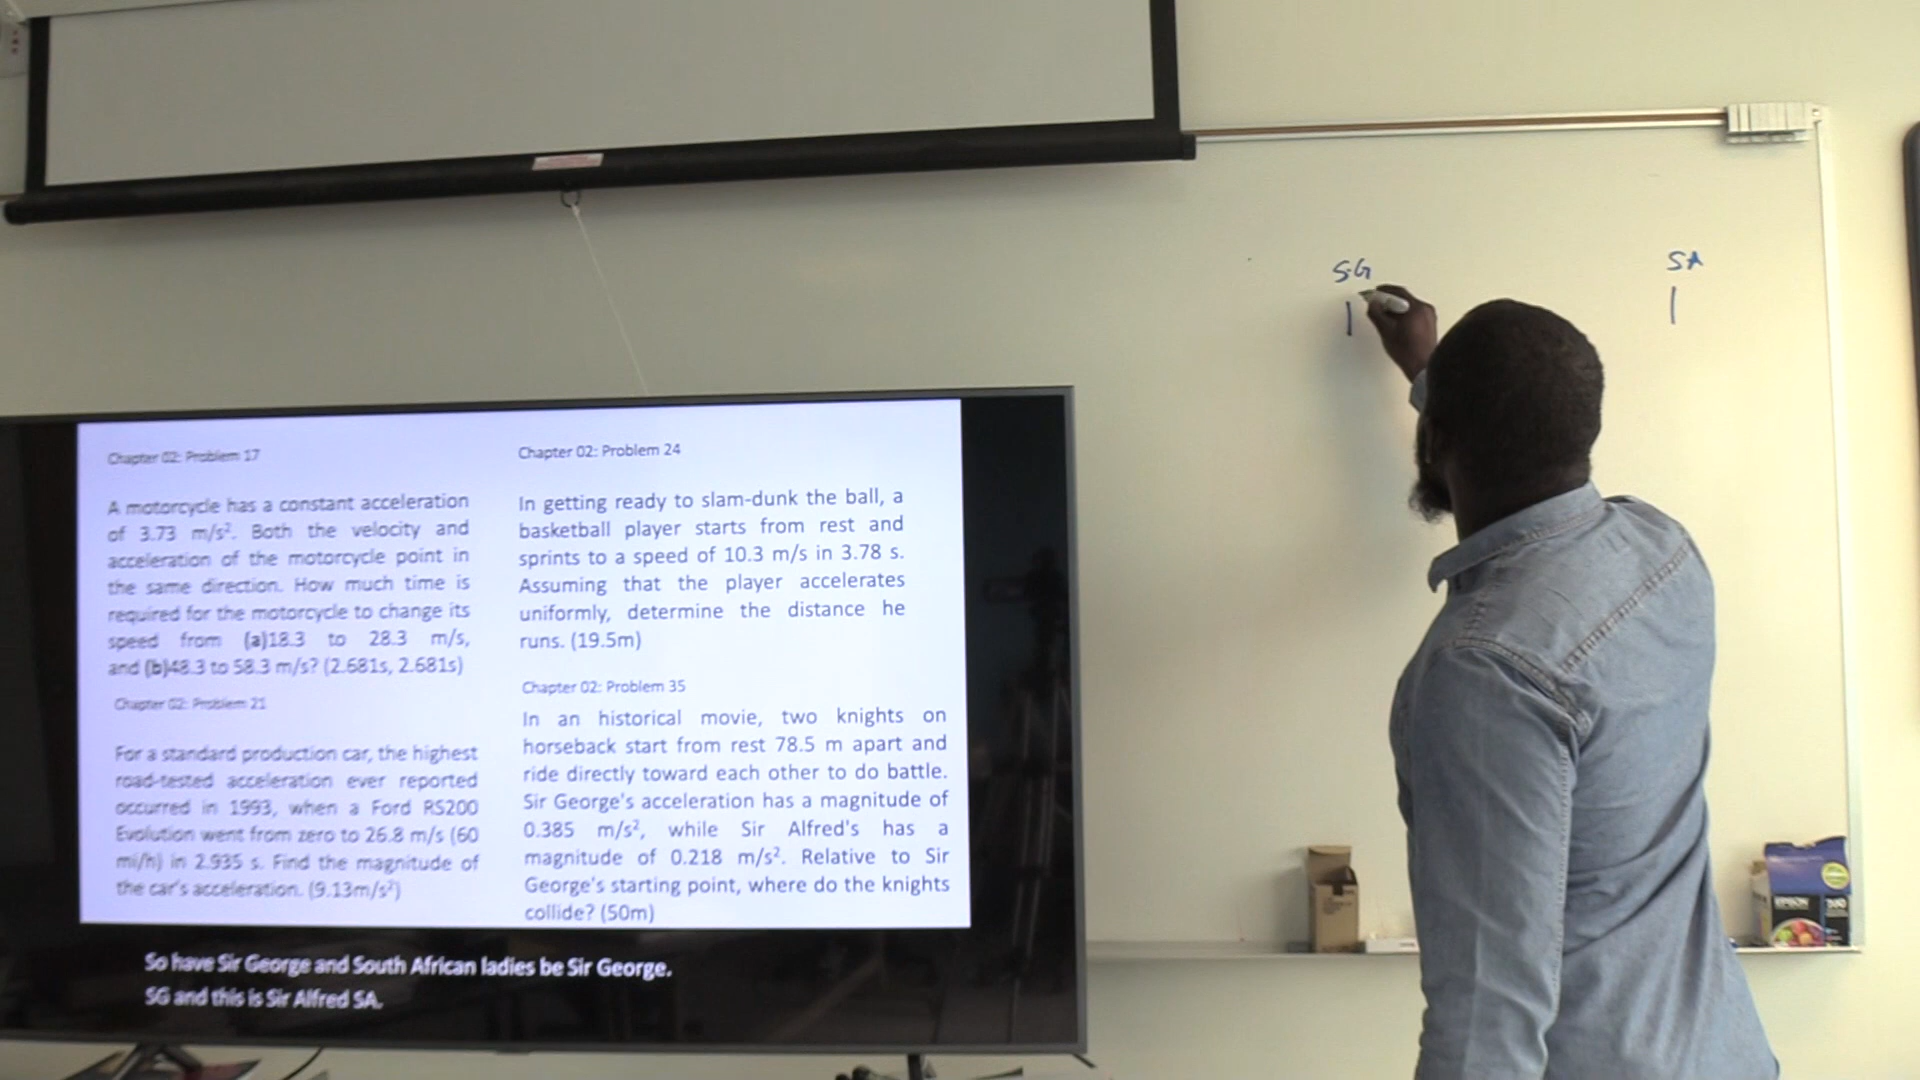 SG
SA
Chapter 02: Problem 17
A motorcycle has a constant acceleration
of 3.73 m/s². Both the velocity and
acceleration of the motorcycle point in
the same direction. How much time is
required for the motorcycle to change its
speed from (a)18.3 to 28.3 m/s,
and (b)48.3 to 58.3 m/s? (2.681s, 2.681s)
Chapter 02: Problem 21
For a standard production car, the highest
road-tested acceleration ever reported
occurred in 1993, when a Ford RS200
Evolution went from zero to 26.8 m/s (60
mi/h) in 2.935 s. Find the magnitude of
the car's acceleration. (9.13m/s²)
Chapter 02: Problem 24
In getting ready to slam-dunk the ball, a
basketball player starts from rest and
sprints to a speed of 10.3 m/s in 3.78 s.
Assuming that the player accelerates
uniformly, determine the distance he
runs. (19.5m)
Chapter 02: Problem 35
In an historical movie, two knights on
horseback start from rest 78.5 m apart and
ride directly toward each other to do battle.
Sir George's acceleration has a magnitude of
0.385 m/s², while Sir Alfred's has a
magnitude of 0.218 m/s². Relative to Sir
George's starting point, where do the knights
collide? (50m)
So have Sir George and South African ladies be Sir George.
SG and this is Sir Alfred SA.
EPSON